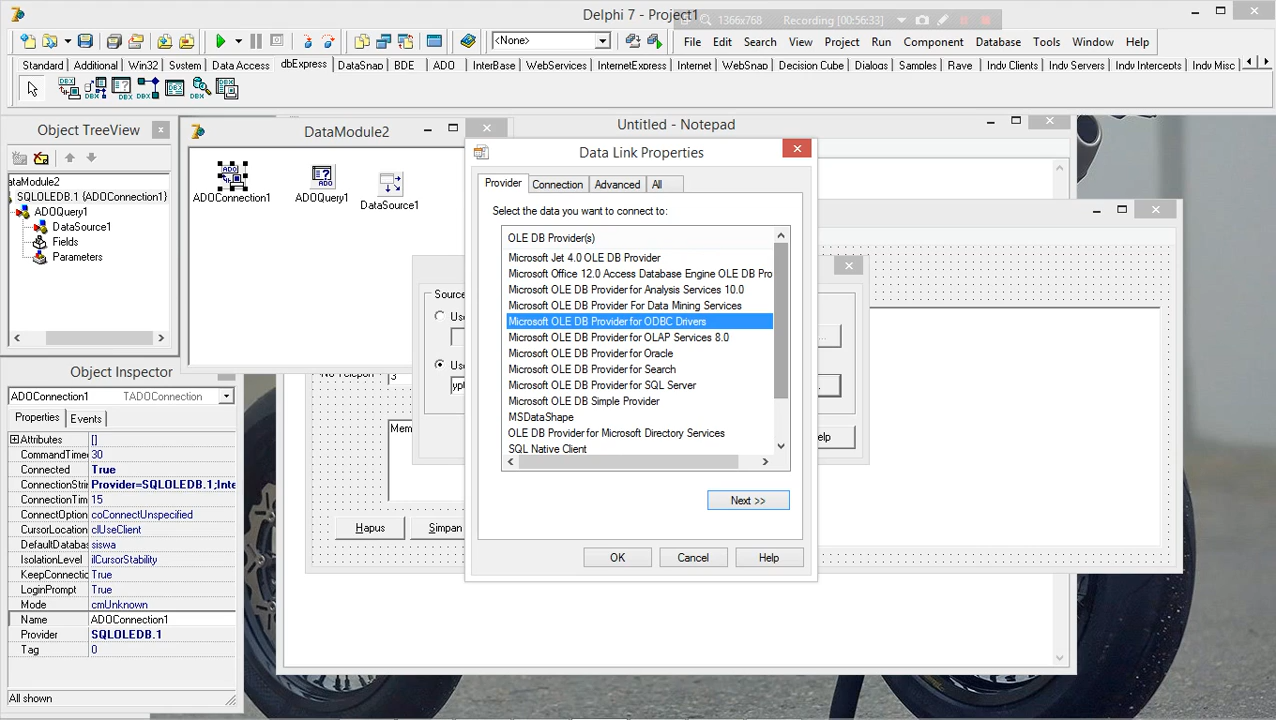 Delphi 7 - Project1
1366x768
Recording [00:56:33]
<None>
File Edit Search View Project Run Component Database Tools Window Help
Standard Additional Win32 System Data Access dbExpress DataSnap BDE ADO InterBase WebServices InternetExpress Internet WebSnap Decision Cube Dialogs Samples Rave Indy Clients Indy Servers Indy Intercepts Indy Misc
Object TreeView
ataModule2
SQLOLEDB.1 {ADOConnection1}
ADOQuery1
DataSource1
Fields
Parameters
DataModule2
ADOConnection1
ADOQuery1
DataSource1
Untitled - Notepad
Data Link Properties
Provider Connection Advanced All
Select the data you want to connect to:
OLE DB Provider(s)
Microsoft Jet 4.0 OLE DB Provider
Microsoft Office 12.0 Access Database Engine OLE DB Pro
Microsoft OLE DB Provider for Analysis Services 10.0
Microsoft OLE DB Provider For Data Mining Services
Microsoft OLE DB Provider for ODBC Drivers
Microsoft OLE DB Provider for OLAP Services 8.0
Microsoft OLE DB Provider for Oracle
Microsoft OLE DB Provider for Search
Microsoft OLE DB Provider for SQL Server
Microsoft OLE DB Simple Provider
MSDataShape
OLE DB Provider for Microsoft Directory Services
SQL Native Client
Next >>
OK Cancel Help
Source
Use
Use
elp
3
Mem
Hapus Simpan
Object Inspector
ADOConnection1 TADOConnection
Properties Events
Attributes []
CommandTime 30
Connected True
ConnectionStri Provider=SQLOLEDB.1;Inte
ConnectionTim 15
ConnectOption coConnectUnspecified
CursorLocation clUseClient
DefaultDatabas siswa
IsolationLevel ilCursorStability
KeepConnectic True
LoginPrompt True
Mode cmUnknown
Name ADOConnection1
Provider SQLOLEDB.1
Tag 0
All shown